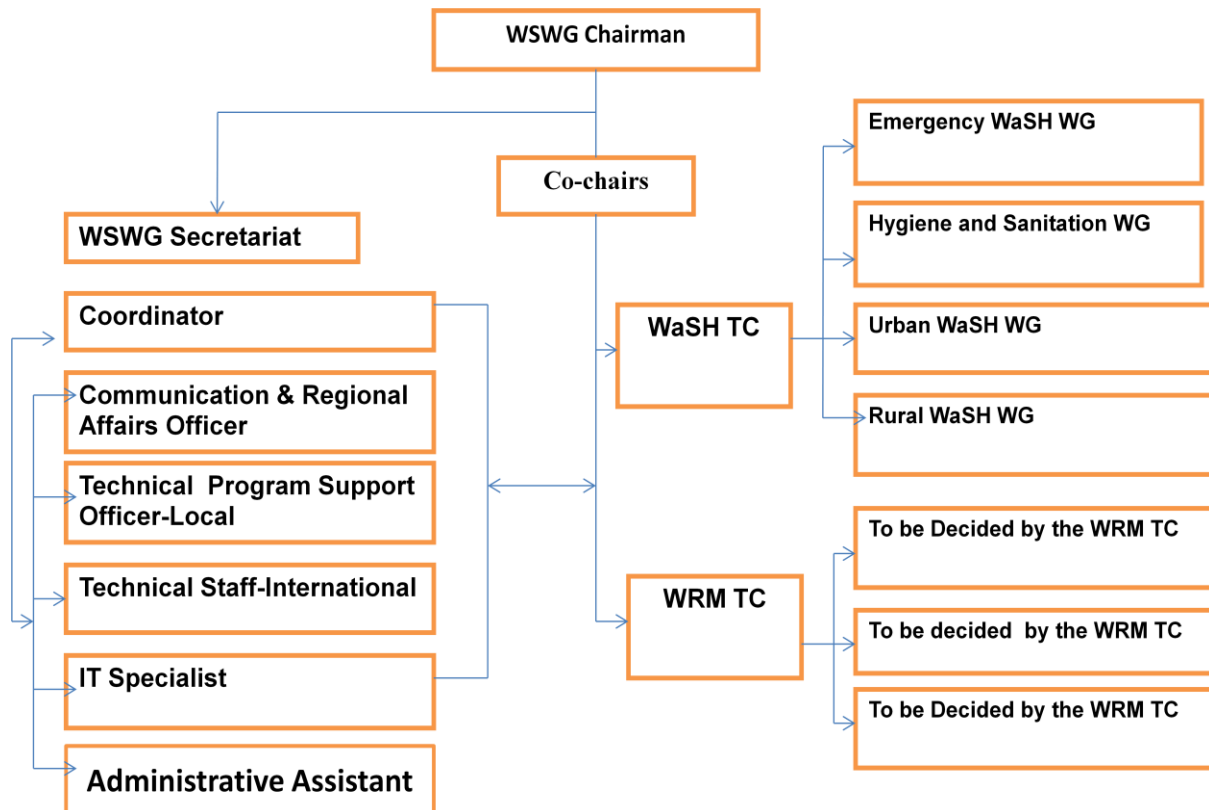 WSWG Chairman
Co-chairs
WSWG Secretariat
Coordinator
Communication & Regional
Affairs Officer
Technical Program Support
Officer-Local
Technical Staff-International
IT Specialist
Administrative Assistant
WaSH TC
WRM TC
Emergency WaSH WG
Hygiene and Sanitation WG
Urban WaSH WG
Rural WaSH WG
To be Decided by the WRM TC
To be decided by the WRM TC
To be Decided by the WRM TC